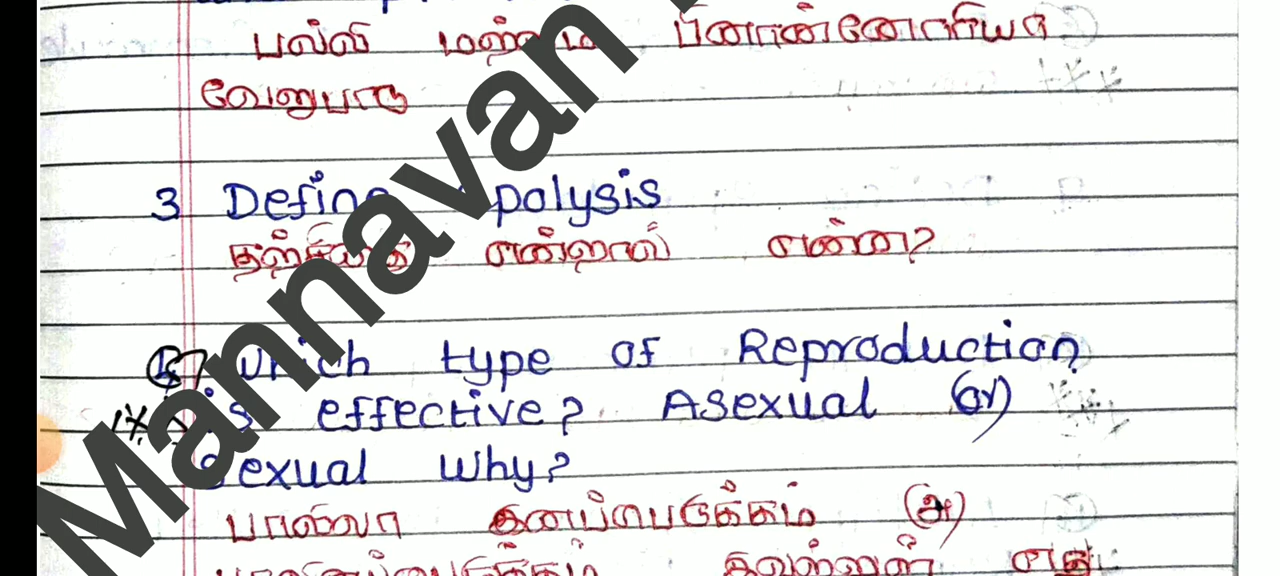 பல்லி மற்றும் பிளானேரியா
வேறுபாடு
3 Define polysis
என்றால் என்ன?
Which type of Reproduction
is effective? Asexual (or)
Sexual Why?
பாலிலா இனப்பெருக்கம் (அ)
Mannavan